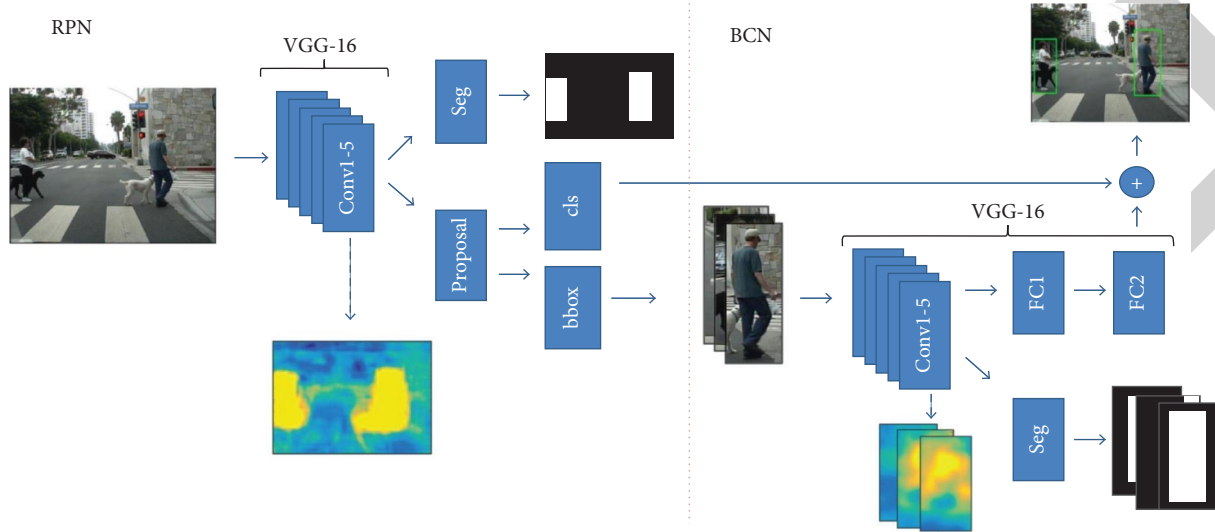 RPN
VGG-16
Conv1-5
Seg
Proposal
cls
bbox
BCN
+
VGG-16
Conv1-5
FC1
FC2
Seg